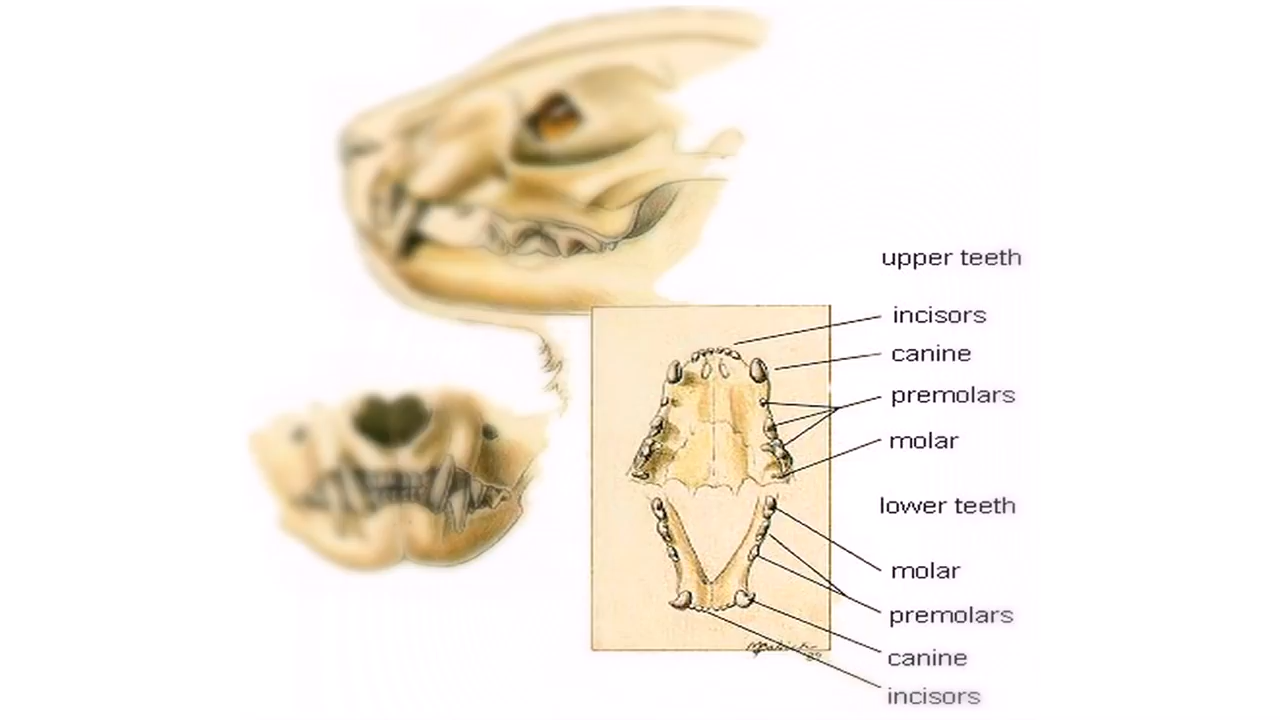 upper teeth
incisors
canine
premolars
molar
lower teeth
molar
premolars
canine
incisors